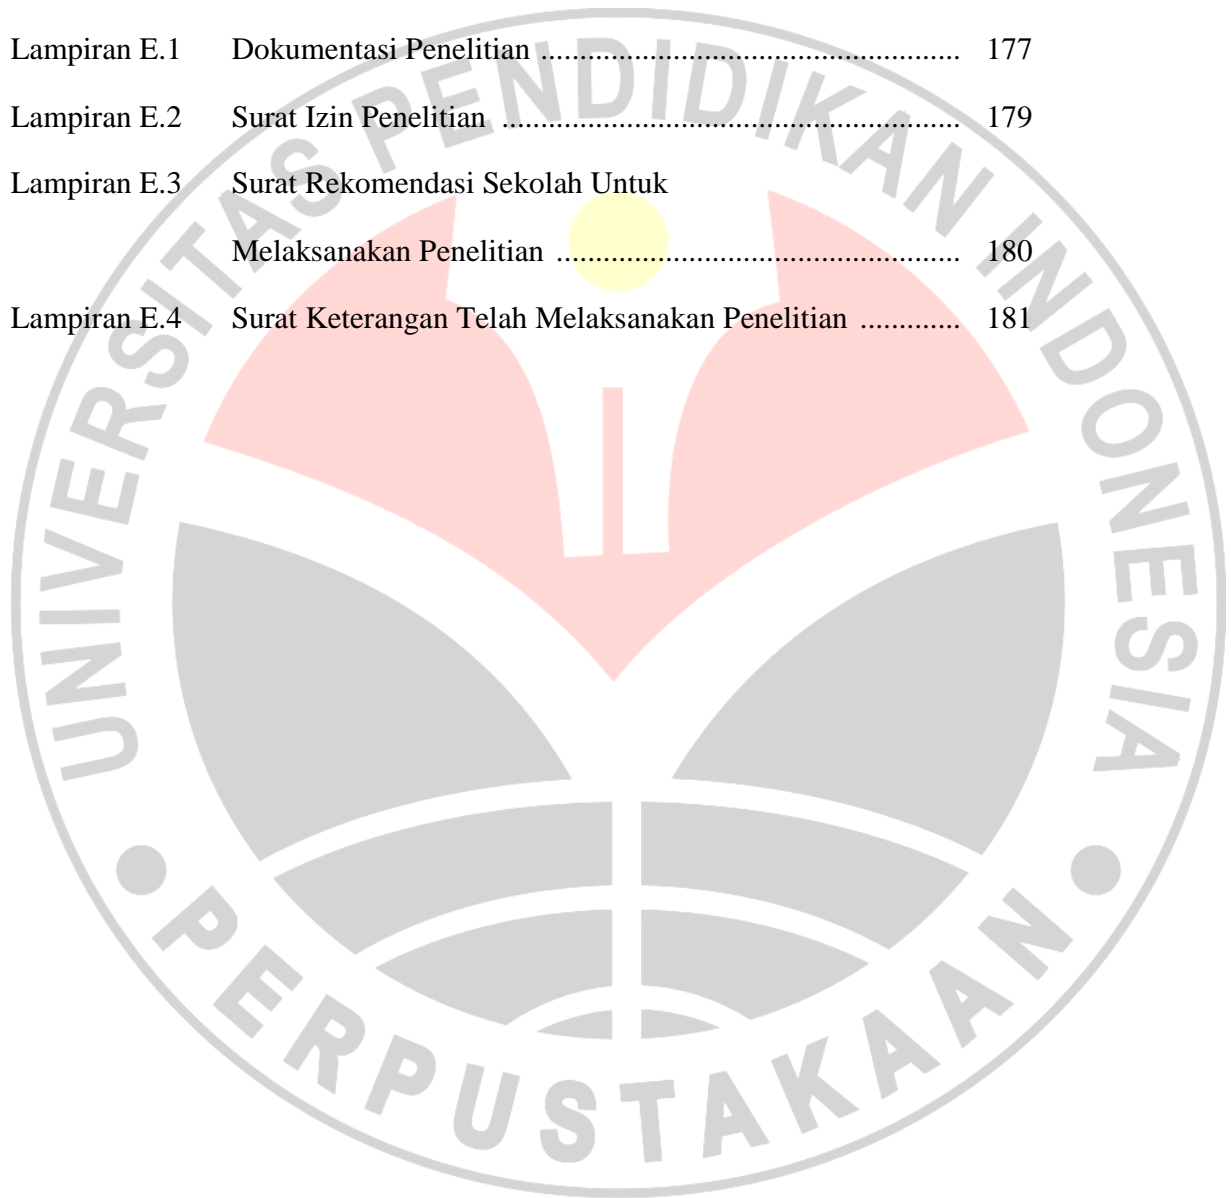 Lampiran E.1 Dokumentasi Penelitian ...................................................... 177
Lampiran E.2 Surat Izin Penelitian ........................................................... 179
Lampiran E.3 Surat Rekomendasi Sekolah Untuk
Melaksanakan Penelitian .................................................... 180
Lampiran E.4 Surat Keterangan Telah Melaksanakan Penelitian ............. 181
UNIVERSITAS PENDIDIKAN INDONESIA
PERPUSTAKAAN